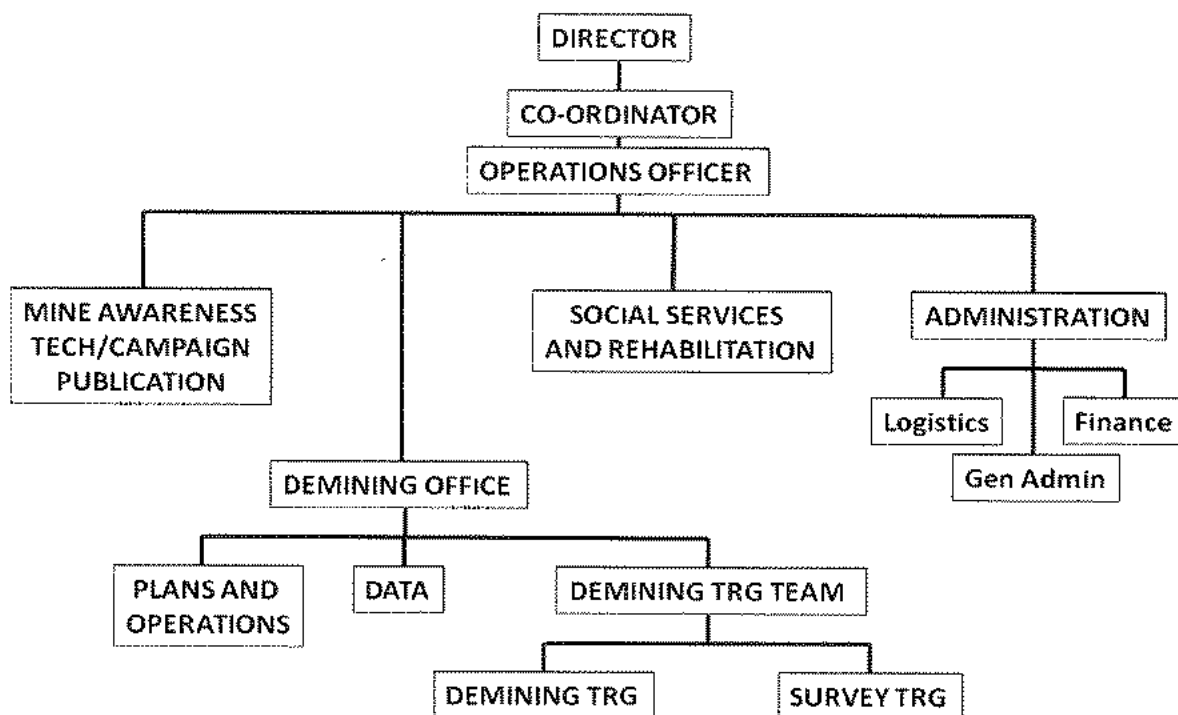 DIRECTOR
CO-ORDINATOR
OPERATIONS OFFICER
MINE AWARENESS
TECH/CAMPAIGN
PUBLICATION
SOCIAL SERVICES
AND REHABILITATION
ADMINISTRATION
Logistics
Finance
Gen Admin
DEMINING OFFICE
PLANS AND
OPERATIONS
DATA
DEMINING TRG TEAM
DEMINING TRG
SURVEY TRG